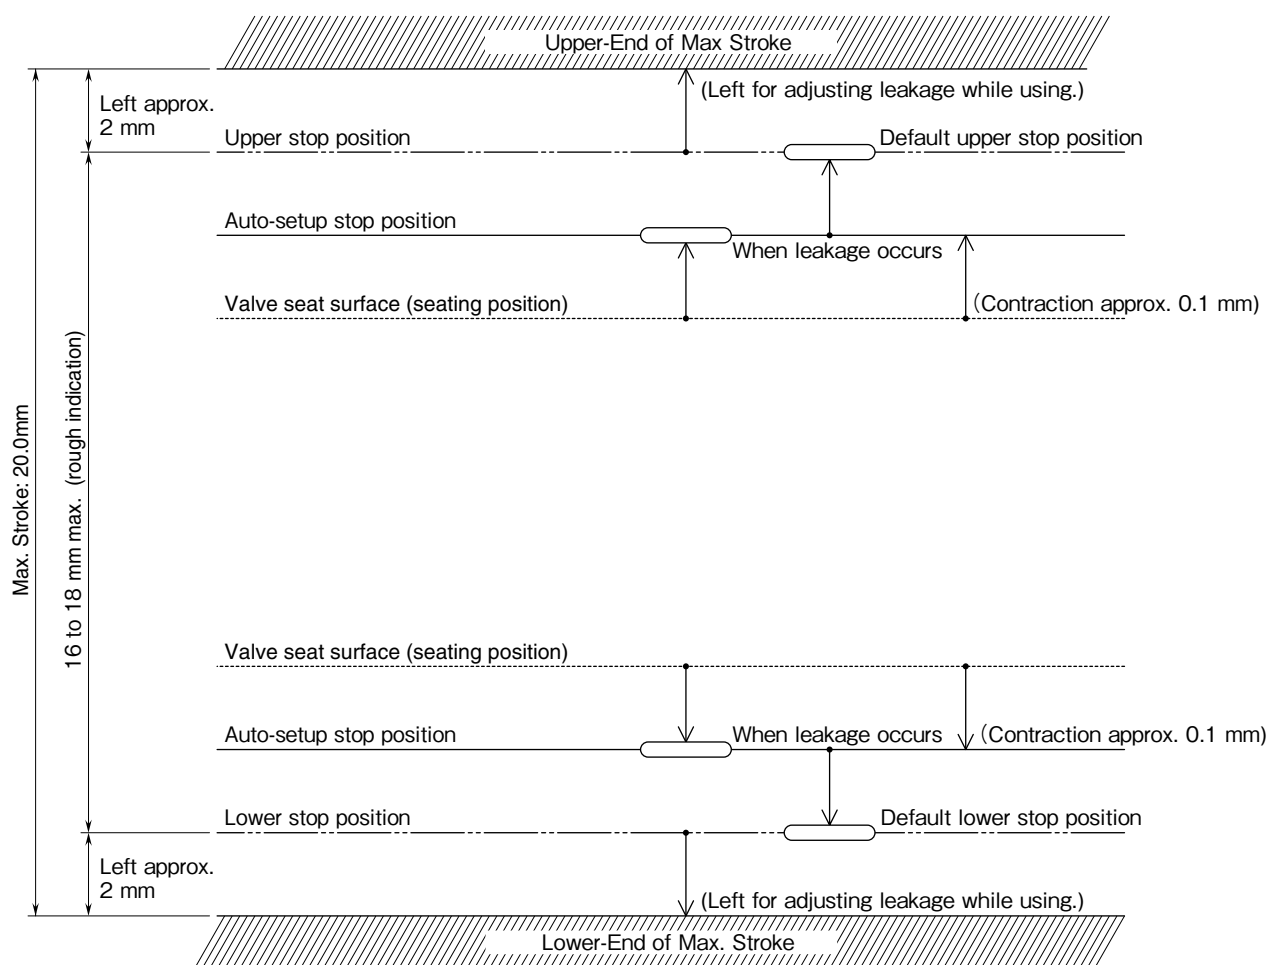 Upper-End of Max Stroke
(Left for adjusting leakage while using.)
Left approx.
2 mm
Upper stop position
Default upper stop position
Auto-setup stop position
When leakage occurs
Valve seat surface (seating position)
(Contraction approx. 0.1 mm)
Max. Stroke: 20.0mm
16 to 18 mm max. (rough indication)
Valve seat surface (seating position)
Auto-setup stop position
When leakage occurs
(Contraction approx. 0.1 mm)
Lower stop position
Default lower stop position
Left approx.
2 mm
(Left for adjusting leakage while using.)
Lower-End of Max. Stroke